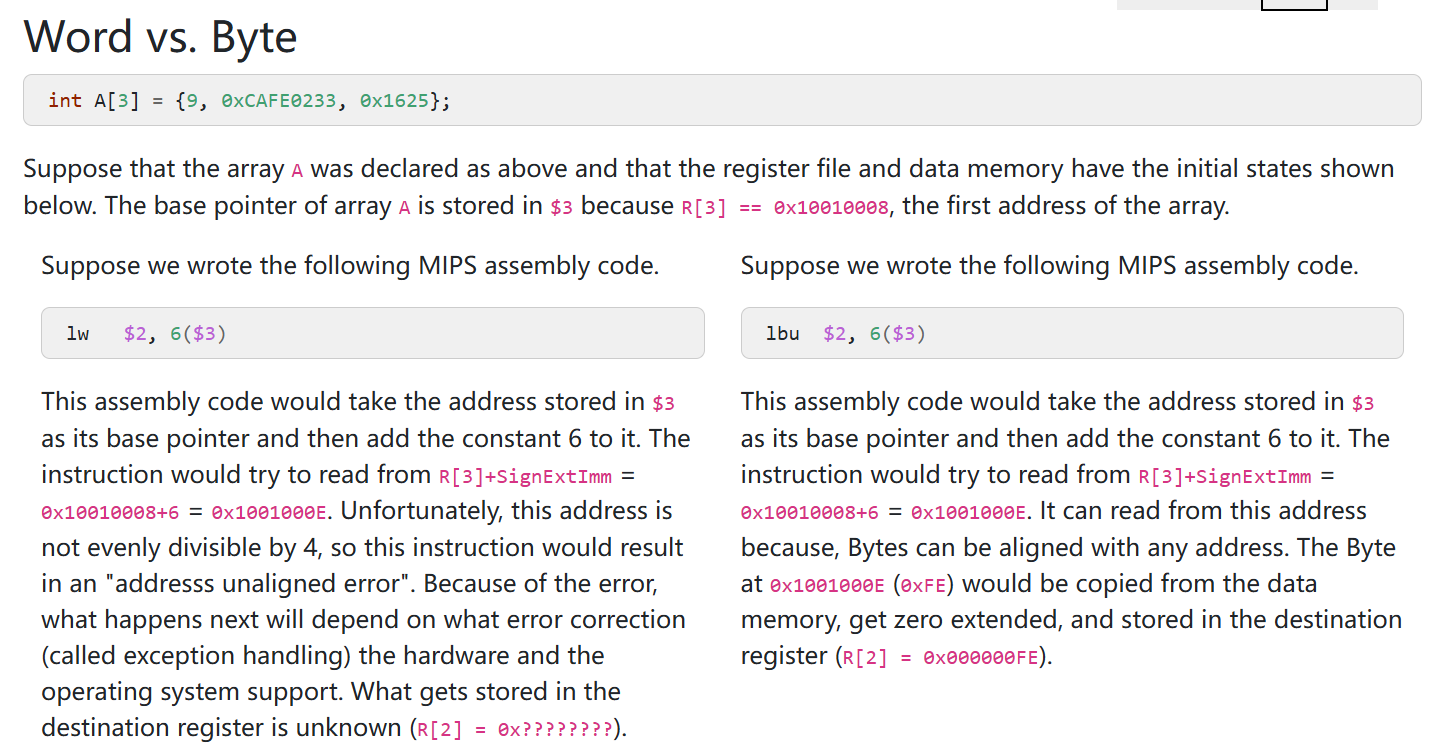 Word vs. Byte
int A[3] = {9, 0xCAFE0233, 0x1625};
Suppose that the array A was declared as above and that the register file and data memory have the initial states shown
below. The base pointer of array A is stored in $3 because R[3] == 0x10010008, the first address of the array.
Suppose we wrote the following MIPS assembly code.
lw $2, 6($3)
This assembly code would take the address stored in $3
as its base pointer and then add the constant 6 to it. The
instruction would try to read from R[3]+SignExtImm =
0x10010008+6 = 0x1001000E. Unfortunately, this address is
not evenly divisible by 4, so this instruction would result
in an "addresss unaligned error". Because of the error,
what happens next will depend on what error correction
(called exception handling) the hardware and the
operating system support. What gets stored in the
destination register is unknown (R[2] = 0x????????).
Suppose we wrote the following MIPS assembly code.
lbu $2, 6($3)
This assembly code would take the address stored in $3
as its base pointer and then add the constant 6 to it. The
instruction would try to read from R[3]+SignExtImm =
0x10010008+6 = 0x1001000E. It can read from this address
because, Bytes can be aligned with any address. The Byte
at 0x1001000E (0xFE) would be copied from the data
memory, get zero extended, and stored in the destination
register (R[2] = 0x000000FE).